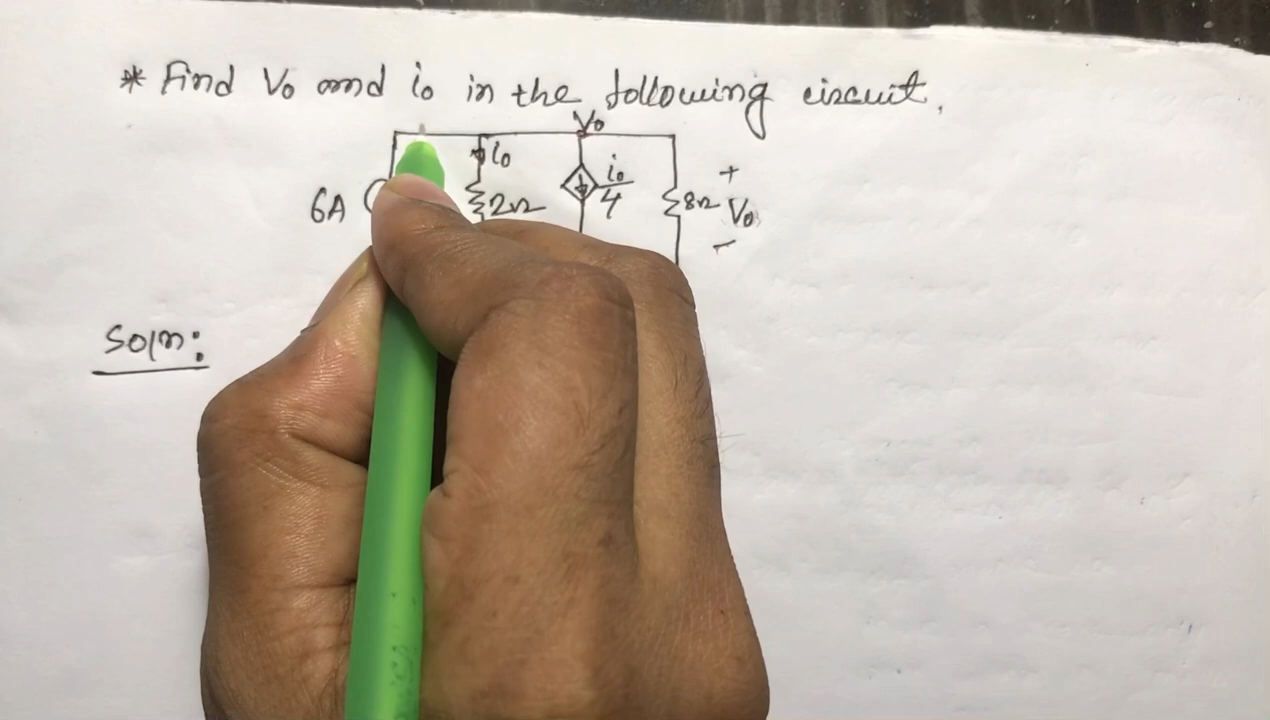 * Find Vo and io in the following circuit.
Vo
io
6A
2Ω
io/4
8Ω
+
Vo
-
Soln: